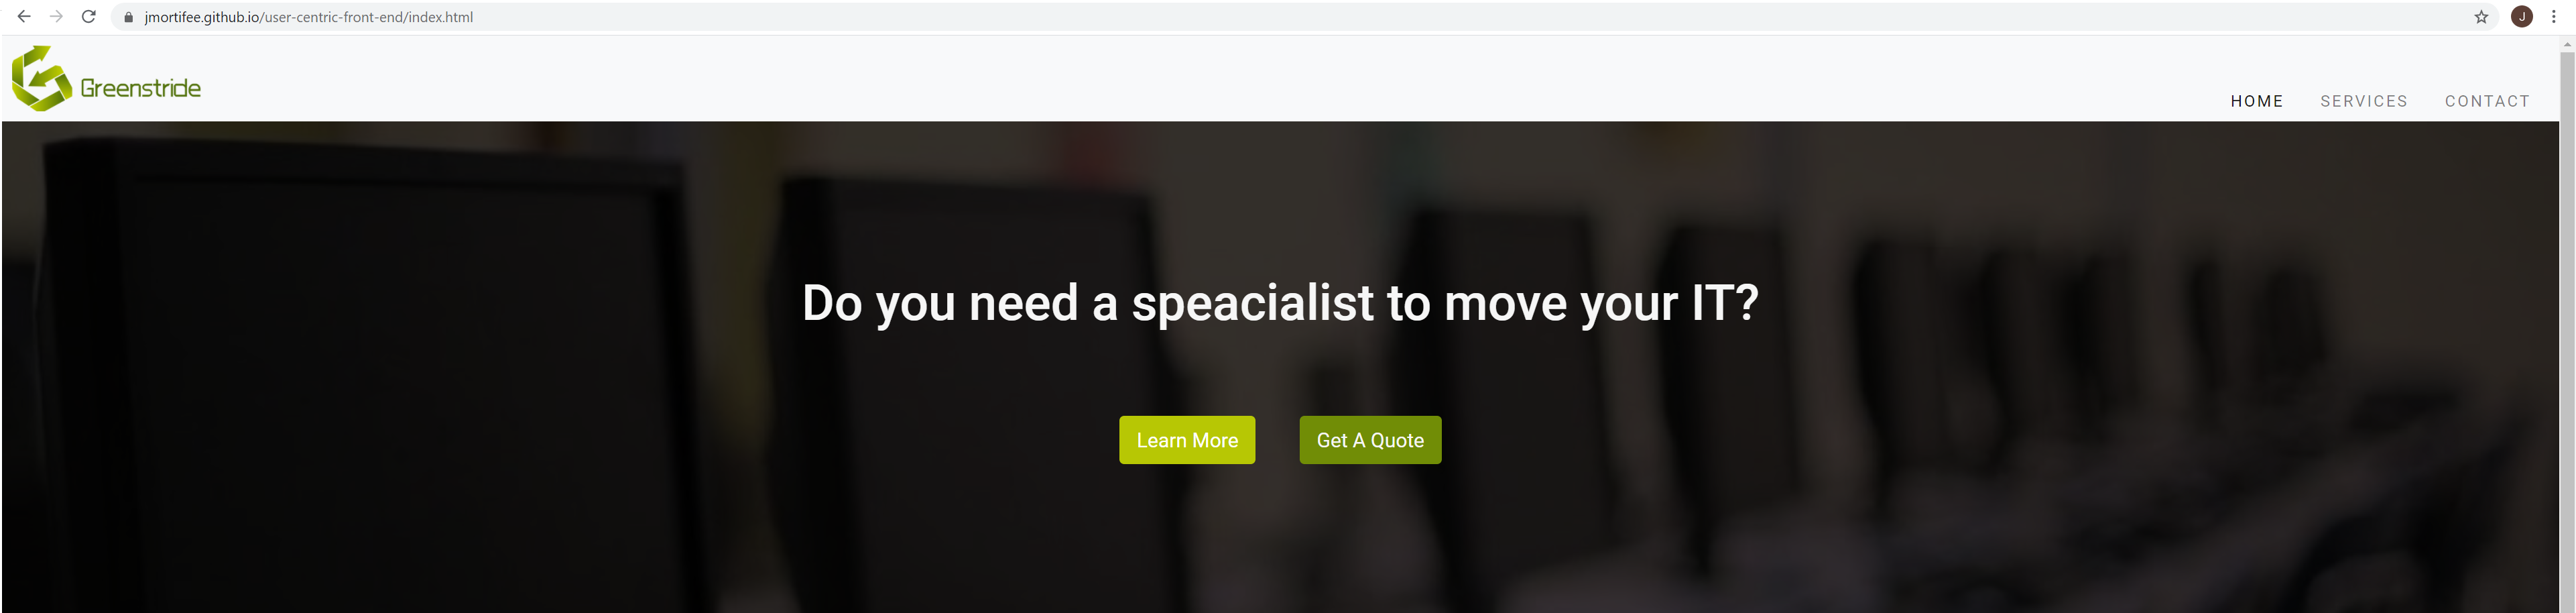 jmortifee.github.io/user-centric-front-end/index.html
J
Greenstride
HOME SERVICES CONTACT
Do you need a speacialist to move your IT?
Learn More Get A Quote